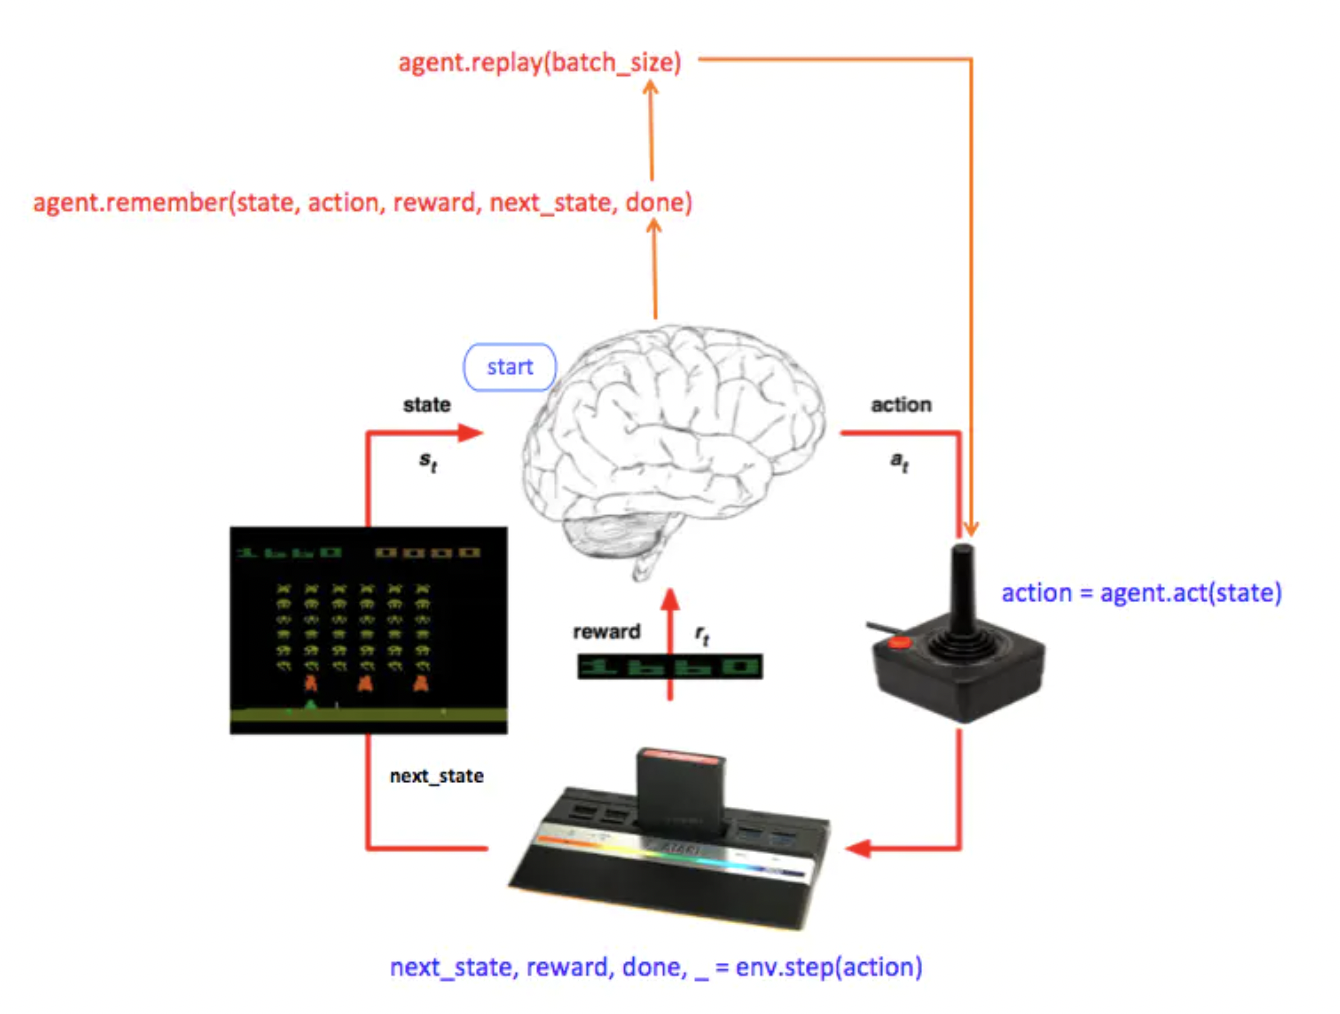 agent.replay(batch_size)
agent.remember(state, action, reward, next_state, done)
start
state
action
s_t
a_t
1660 0000
action = agent.act(state)
reward r_t
1660
next_state
ATARI
next_state, reward, done, _ = env.step(action)